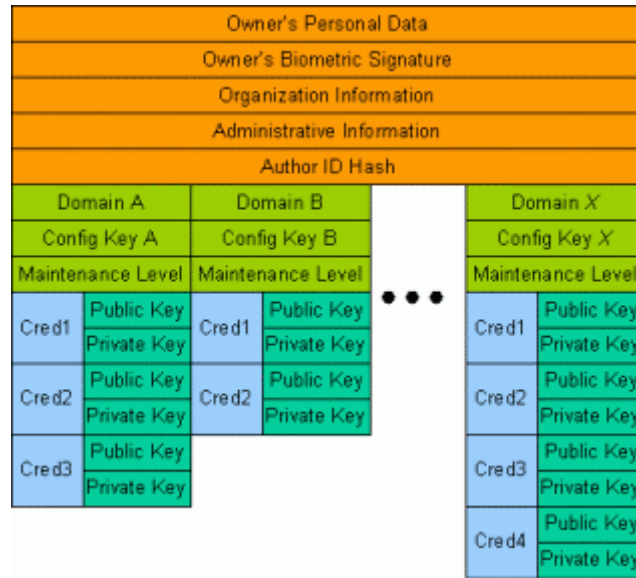 Owner's Personal Data
Owner's Biometric Signature
Organization Information
Administrative Information
Author ID Hash
Domain A
Domain B
Domain X
Config Key A
Config Key B
Config Key X
Maintenance Level
Maintenance Level
Maintenance Level
Cred1
Public Key
Private Key
Cred2
Public Key
Private Key
Cred3
Public Key
Private Key
Cred1
Public Key
Private Key
Cred2
Public Key
Private Key
Cred1
Public Key
Private Key
Cred2
Public Key
Private Key
Cred3
Public Key
Private Key
Cred4
Public Key
Private Key